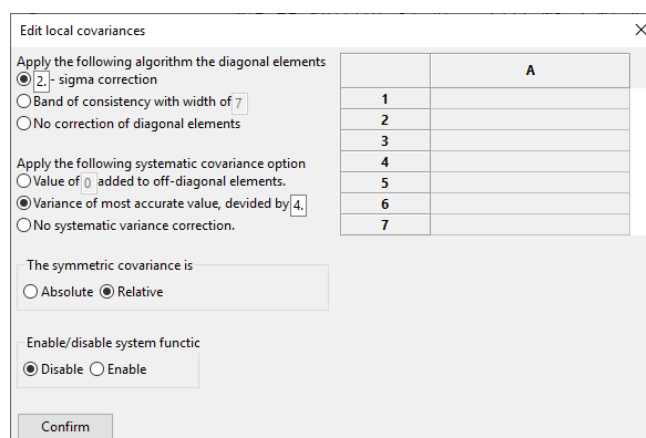 Edit local covariances
Apply the following algorithm the diagonal elements
2. - sigma correction
Band of consistency with width of 7
No correction of diagonal elements
Apply the following systematic covariance option
Value of 0 added to off-diagonal elements.
Variance of most accurate value, devided by 4.
No systematic variance correction.
The symmetric covariance is
Absolute Relative
Enable/disable system functic
Disable Enable
Confirm
A
1
2
3
4
5
6
7